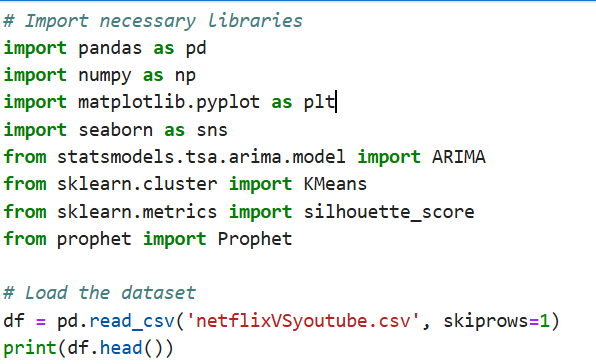 # Import necessary libraries
import pandas as pd
import numpy as np
import matplotlib.pyplot as plt
import seaborn as sns
from statsmodels.tsa.arima.model import ARIMA
from sklearn.cluster import KMeans
from sklearn.metrics import silhouette_score
from prophet import Prophet

# Load the dataset
df = pd.read_csv('netflixVSyoutube.csv', skiprows=1)
print(df.head())